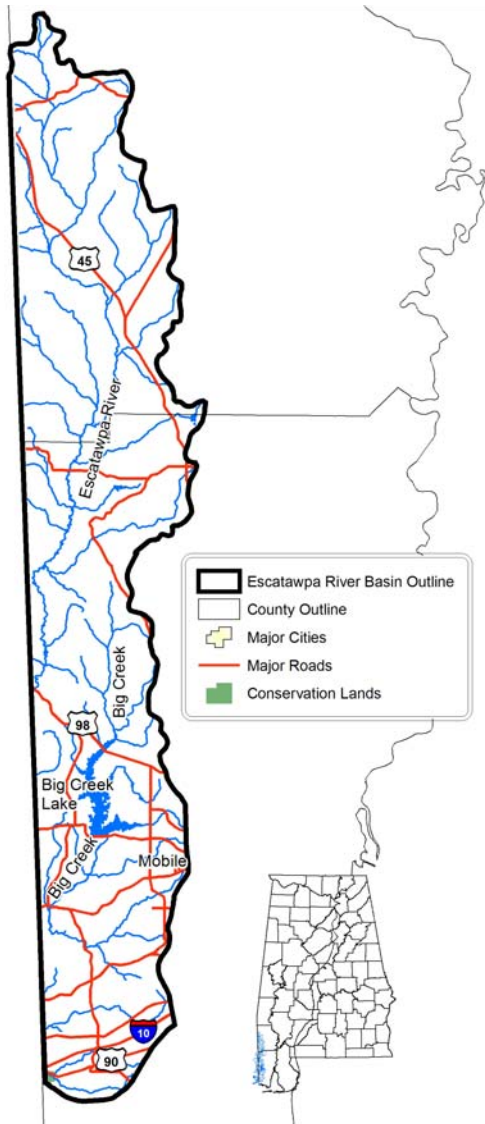 45
Escatawpa River
Escatawpa River Basin Outline
County Outline
Major Cities
Major Roads
Conservation Lands
Big Creek
98
Big Creek
Lake
Big Creek
Mobile
10
90